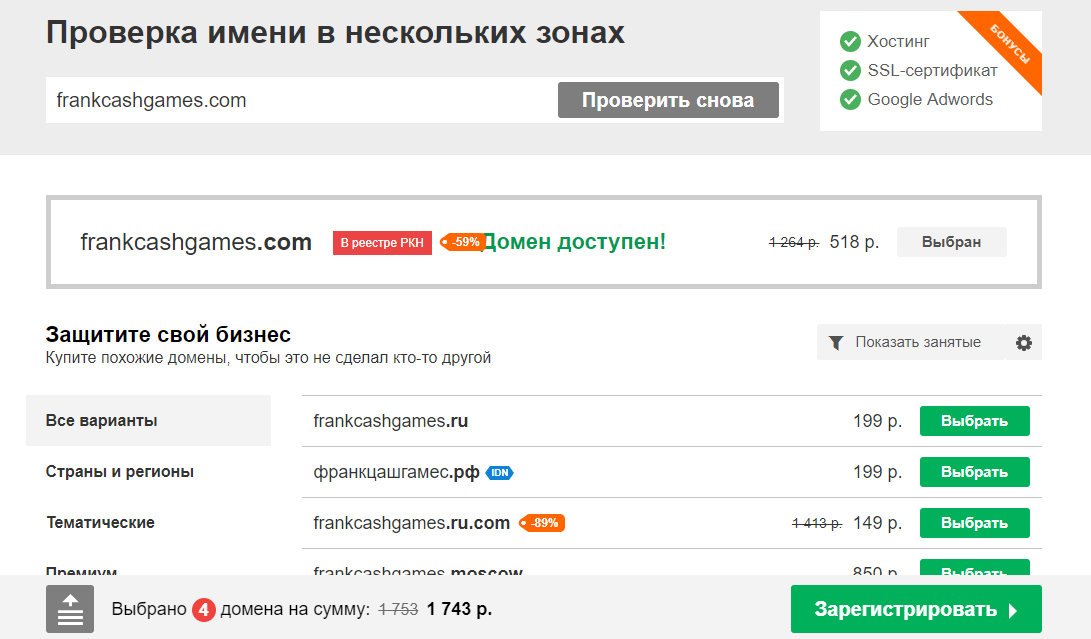 Проверка имени в нескольких зонах
frankcashgames.com
Проверить снова
Хостинг
SSL-сертификат
Google Adwords
БОНУСЫ
frankcashgames.com В реестре РКН -59% Домен доступен! 1 264 р. 518 р. Выбран
Защитите свой бизнес
Купите похожие домены, чтобы это не сделал кто-то другой
Показать занятые
Все варианты
Страны и регионы
Тематические
Премиум
frankcashgames.ru 199 р. Выбрать
франкцашгамес.рф IDN 199 р. Выбрать
frankcashgames.ru.com -89% 1 413 р. 149 р. Выбрать
frankcashgames.moscow 850 р. Выбрать
Выбрано 4 домена на сумму: 1 753 1 743 р.
Зарегистрировать